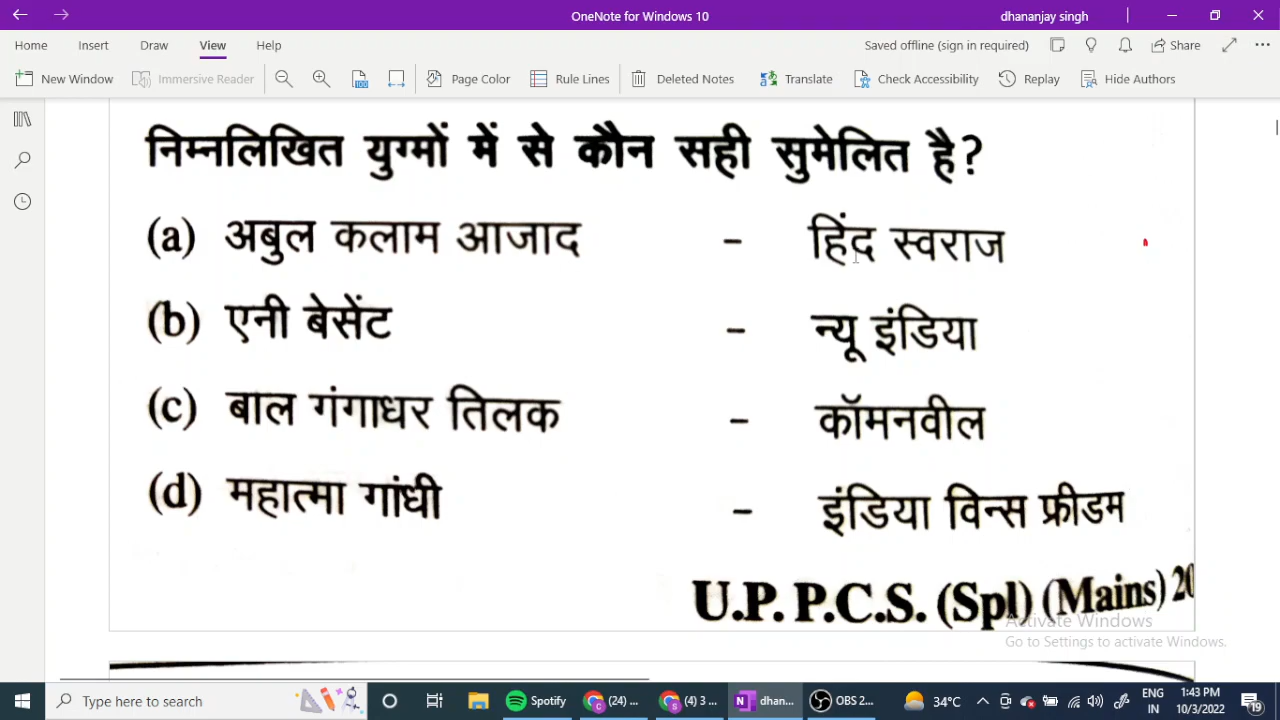 OneNote for Windows 10
dhananjay singh
Home Insert Draw View Help
Saved offline (sign in required) Share
New Window Immersive Reader Page Color Rule Lines Deleted Notes Translate Check Accessibility Replay Hide Authors
निम्नलिखित युग्मों में से कौन सही सुमेलित है?
(a) अबुल कलाम आजाद – हिंद स्वराज
(b) एनी बेसेंट – न्यू इंडिया
(c) बाल गंगाधर तिलक – कॉमनवील
(d) महात्मा गांधी – इंडिया विन्स फ्रीडम
U.P. P.C.S. (Spl) (Mains) 20
Activate Windows
Go to Settings to activate Windows.
Type here to search
Spotify
(24) ...
(4) 3 ...
dhan...
OBS 2...
34°C
ENG
IN
1:43 PM
10/3/2022
19